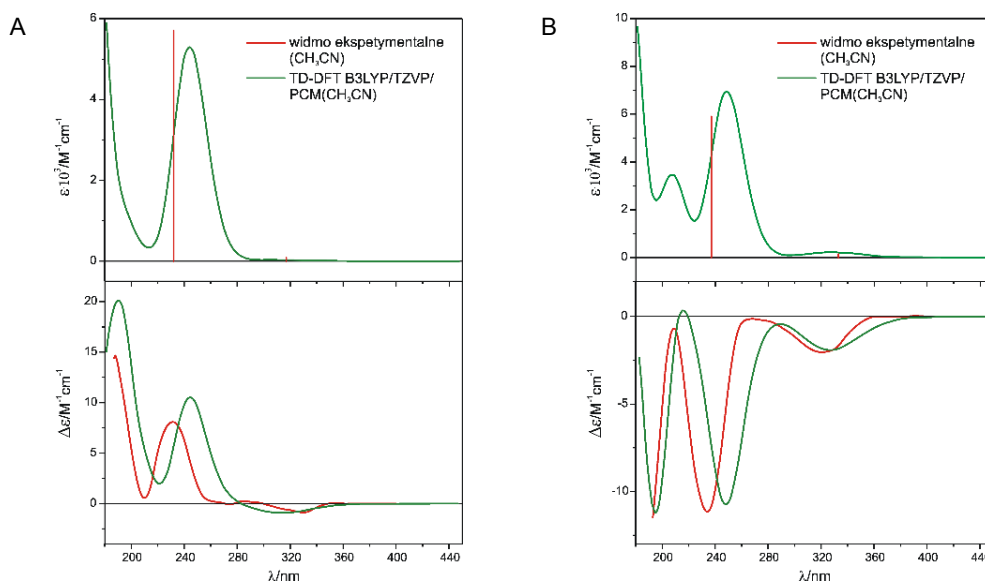 A
6
4
2
0
ε 10³/M⁻¹cm⁻¹
widmo ekspetymentalne
(CH₃CN)
TD-DFT B3LYP/TZVP/
PCM(CH₃CN)
20
15
10
5
0
Δε/M⁻¹cm⁻¹
200 240 280 320 360 400 440
λ/nm
B
10
8
6
4
2
0
ε 10³/M⁻¹cm⁻¹
widmo ekspetymentalne
(CH₃CN)
TD-DFT B3LYP/TZVP/
PCM(CH₃CN)
0
-5
-10
Δε/M⁻¹cm⁻¹
200 240 280 320 360 400 440
λ/nm